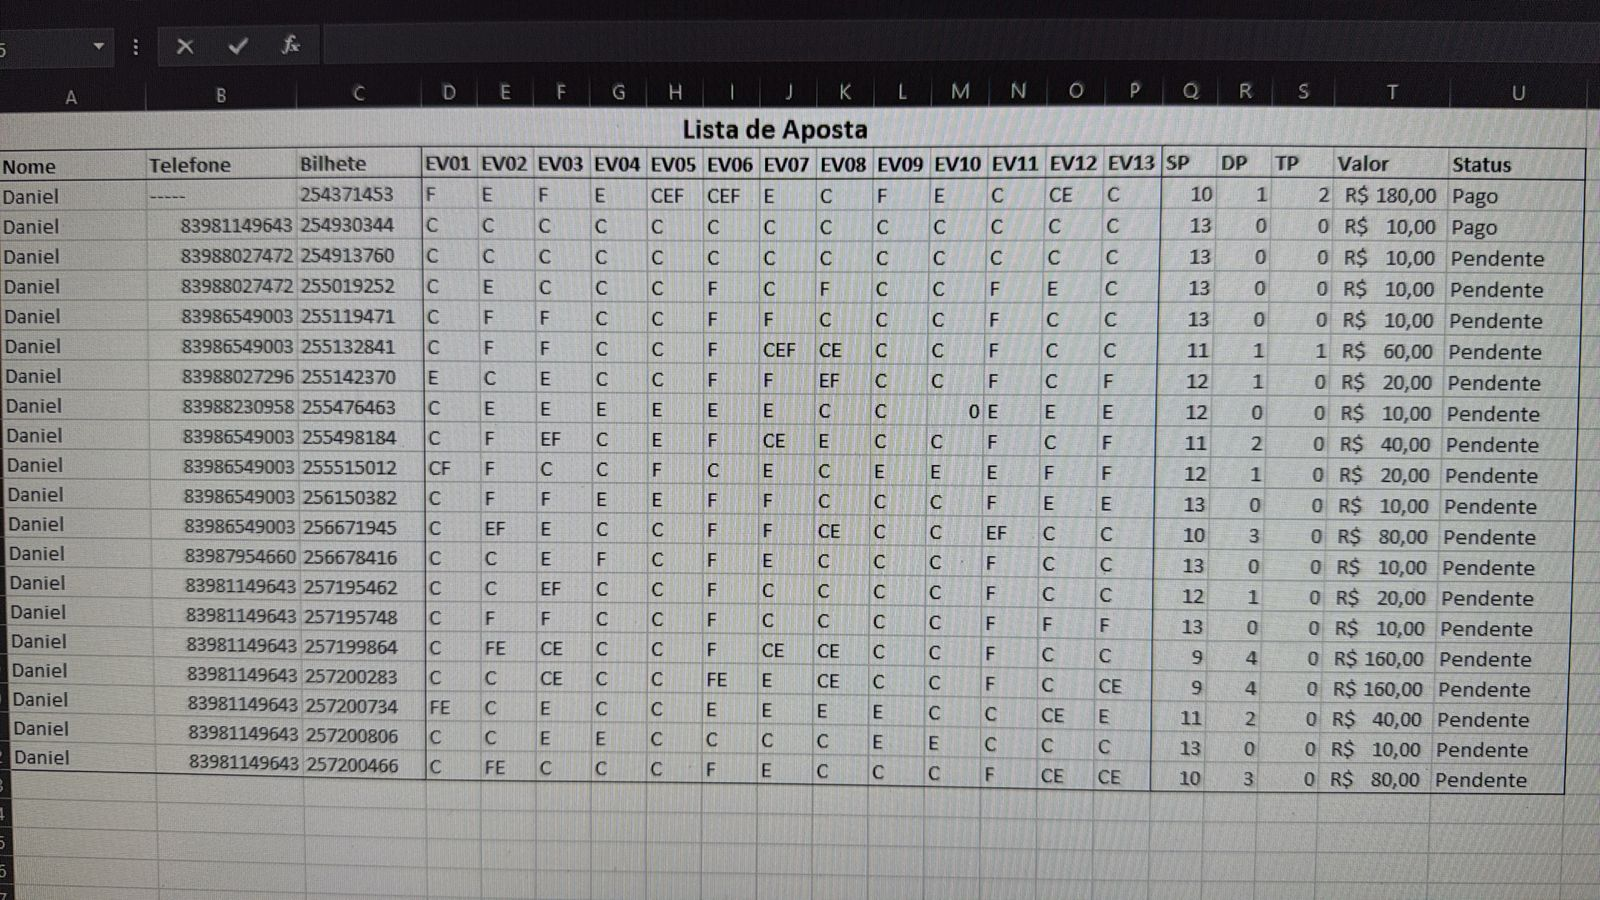 5 fx
A B C D E F G H I J K L M N O P Q R S T U
Lista de Aposta
Nome Telefone Bilhete EV01 EV02 EV03 EV04 EV05 EV06 EV07 EV08 EV09 EV10 EV11 EV12 EV13 SP DP TP Valor Status
Daniel ----- 254371453 F E F E CEF CEF E C F E C CE C 10 1 2 R$ 180,00 Pago
Daniel 83981149643 254930344 C C C C C C C C C C C C C 13 0 0 R$ 10,00 Pago
Daniel 83988027472 254913760 C C C C C C C C C C C C C 13 0 0 R$ 10,00 Pendente
Daniel 83988027472 255019252 C E C C C F C F C C F E C 13 0 0 R$ 10,00 Pendente
Daniel 83986549003 255119471 C F F C C F F C C C F C C 13 0 0 R$ 10,00 Pendente
Daniel 83986549003 255132841 C F F C C F CEF CE C C F C C 11 1 1 R$ 60,00 Pendente
Daniel 83988027296 255142370 E C E C C F F EF C C F C F 12 1 0 R$ 20,00 Pendente
Daniel 83988230958 255476463 C E E E E E E C C 0 E E E 12 0 0 R$ 10,00 Pendente
Daniel 83986549003 255498184 C F EF C E F CE E C C F C F 11 2 0 R$ 40,00 Pendente
Daniel 83986549003 255515012 CF F C C F C E C E E E F F 12 1 0 R$ 20,00 Pendente
Daniel 83986549003 256150382 C F F E E F F C C C F E E 13 0 0 R$ 10,00 Pendente
Daniel 83986549003 256671945 C EF E C C F F CE C C EF C C 10 3 0 R$ 80,00 Pendente
Daniel 83987954660 256678416 C C E F C F E C C C F C C 13 0 0 R$ 10,00 Pendente
Daniel 83981149643 257195462 C C EF C C F C C C C F C C 12 1 0 R$ 20,00 Pendente
Daniel 83981149643 257195748 C F F C C F C C C C F F F 13 0 0 R$ 10,00 Pendente
Daniel 83981149643 257199864 C FE CE C C F CE CE C C F C C 9 4 0 R$ 160,00 Pendente
Daniel 83981149643 257200283 C C CE C C FE E CE C C F C CE 9 4 0 R$ 160,00 Pendente
Daniel 83981149643 257200734 FE C E C C E E E E C C CE E 11 2 0 R$ 40,00 Pendente
Daniel 83981149643 257200806 C C E E C C C C E E C C C 13 0 0 R$ 10,00 Pendente
Daniel 83981149643 257200466 C FE C C C F E C C C F CE CE 10 3 0 R$ 80,00 Pendente